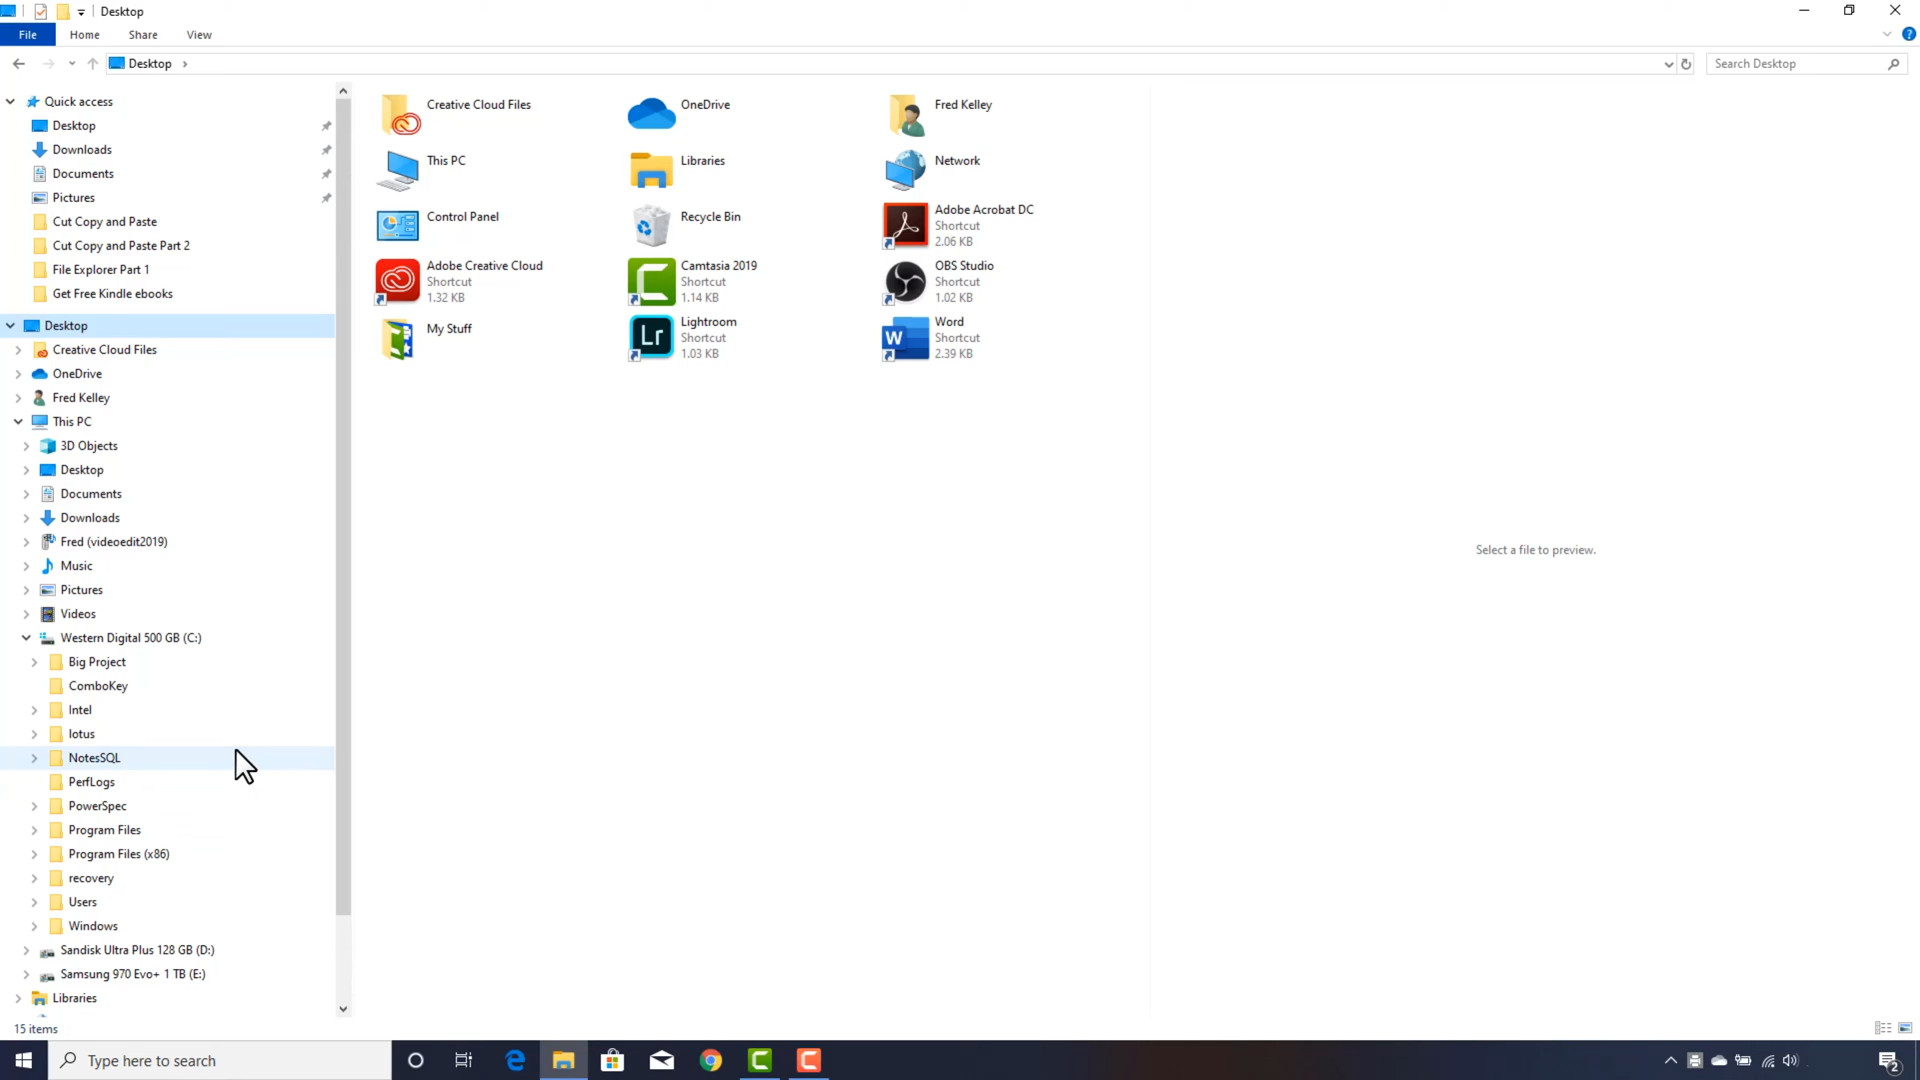 Desktop
File Home Share View
Desktop
Search Desktop
Quick access
Desktop
Downloads
Documents
Pictures
Cut Copy and Paste
Cut Copy and Paste Part 2
File Explorer Part 1
Get Free Kindle ebooks
Desktop
Creative Cloud Files
OneDrive
Fred Kelley
This PC
3D Objects
Desktop
Documents
Downloads
Fred (videoedit2019)
Music
Pictures
Videos
Western Digital 500 GB (C:)
Big Project
ComboKey
Intel
lotus
NotesSQL
PerfLogs
PowerSpec
Program Files
Program Files (x86)
recovery
Users
Windows
Sandisk Ultra Plus 128 GB (D:)
Samsung 970 Evo+ 1 TB (E:)
Libraries
Creative Cloud Files
OneDrive
Fred Kelley
This PC
Libraries
Network
Control Panel
Recycle Bin
Adobe Acrobat DC
Shortcut
2.06 KB
Adobe Creative Cloud
Shortcut
1.32 KB
Camtasia 2019
Shortcut
1.14 KB
OBS Studio
Shortcut
1.02 KB
My Stuff
Lr
Lightroom
Shortcut
1.03 KB
W
Word
Shortcut
2.39 KB
Select a file to preview.
15 items
Type here to search
2